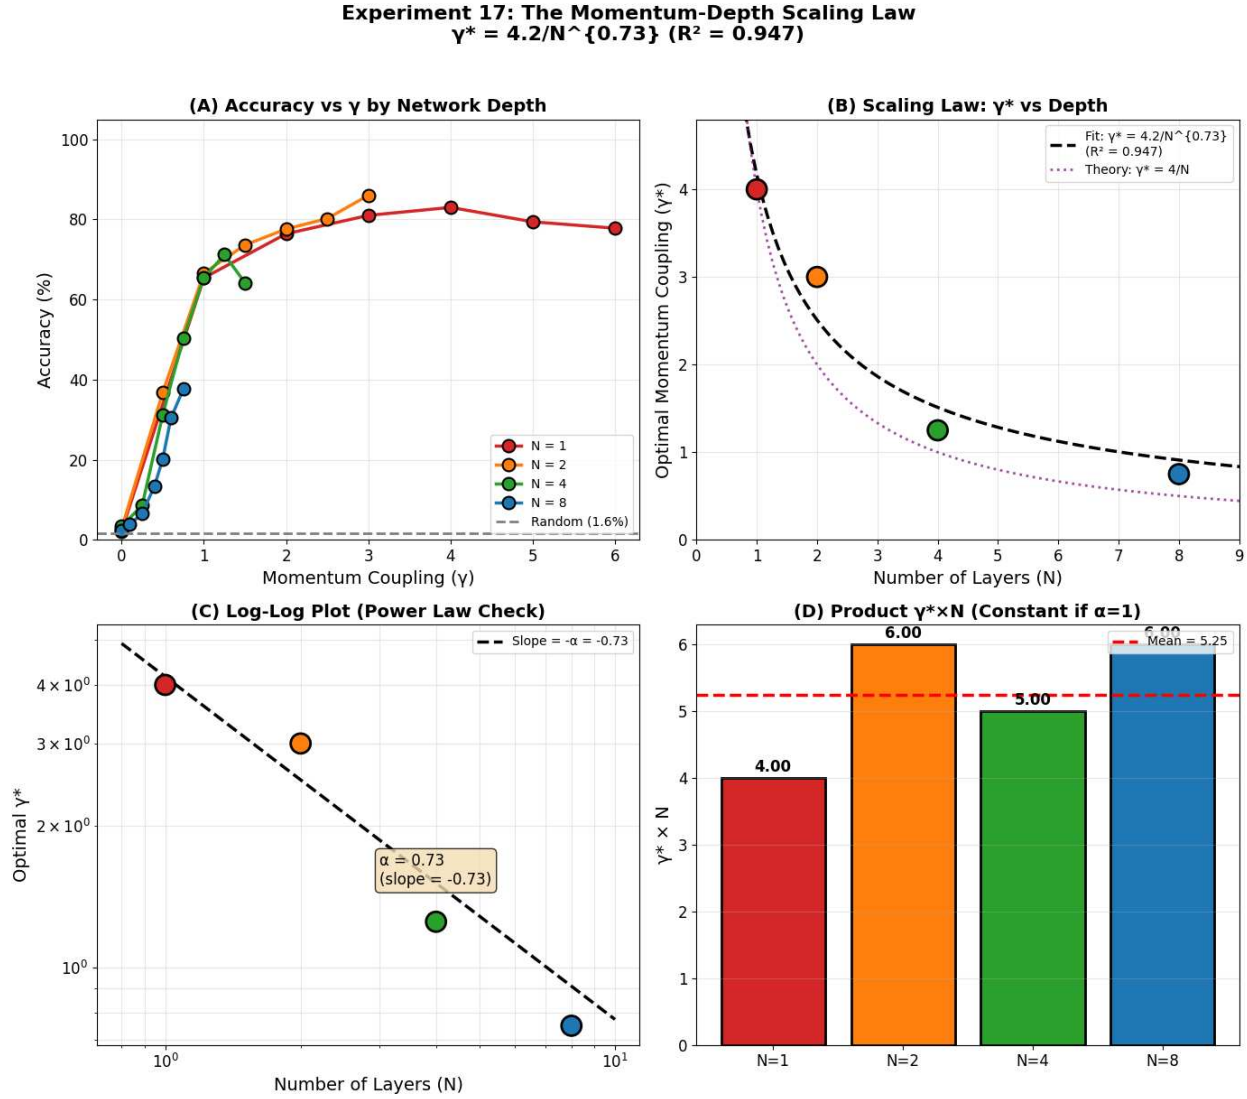 Experiment 17: The Momentum-Depth Scaling Law
γ* = 4.2/N^{0.73} (R² = 0.947)
(A) Accuracy vs γ by Network Depth
100
80
60
40
20
0
Accuracy (%)
0 1 2 3 4 5 6
Momentum Coupling (γ)
N = 1
N = 2
N = 4
N = 8
Random (1.6%)
(B) Scaling Law: γ* vs Depth
4
3
2
1
0
Optimal Momentum Coupling (γ*)
0 1 2 3 4 5 6 7 8 9
Number of Layers (N)
Fit: γ* = 4.2/N^{0.73}
(R² = 0.947)
Theory: γ* = 4/N
(C) Log-Log Plot (Power Law Check)
Slope = -α = -0.73
4 × 10⁰
3 × 10⁰
2 × 10⁰
10⁰
Optimal γ*
α = 0.73
(slope = -0.73)
10⁰ 10¹
Number of Layers (N)
(D) Product γ*×N (Constant if α=1)
Mean = 5.25
6
5
4
3
2
1
0
γ* × N
4.00
6.00
5.00
6.00
N=1 N=2 N=4 N=8